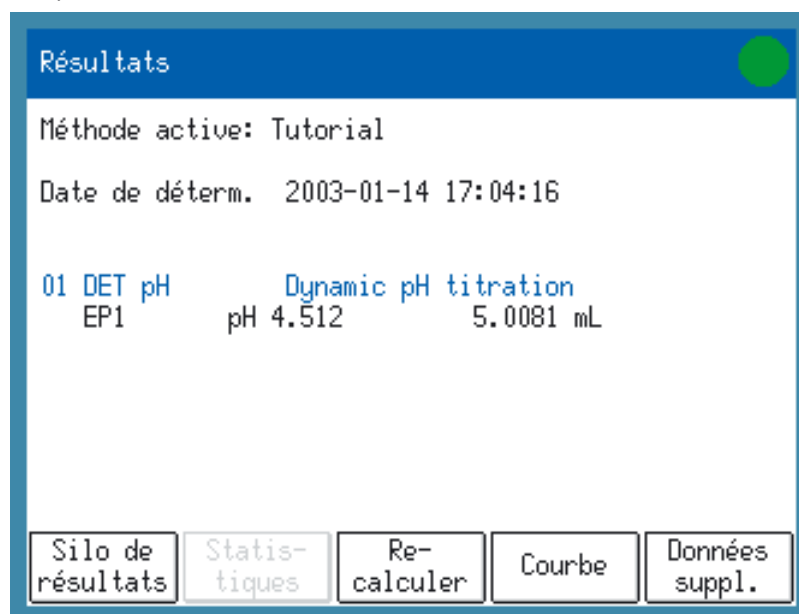 Résultats
Méthode active: Tutorial
Date de déterm. 2003-01-14 17:04:16
01 DET pH Dynamic pH titration
EP1 pH 4.512 5.0081 mL
Silo de résultats
Statis-
tiques
Re-
calculer
Courbe
Données
suppl.